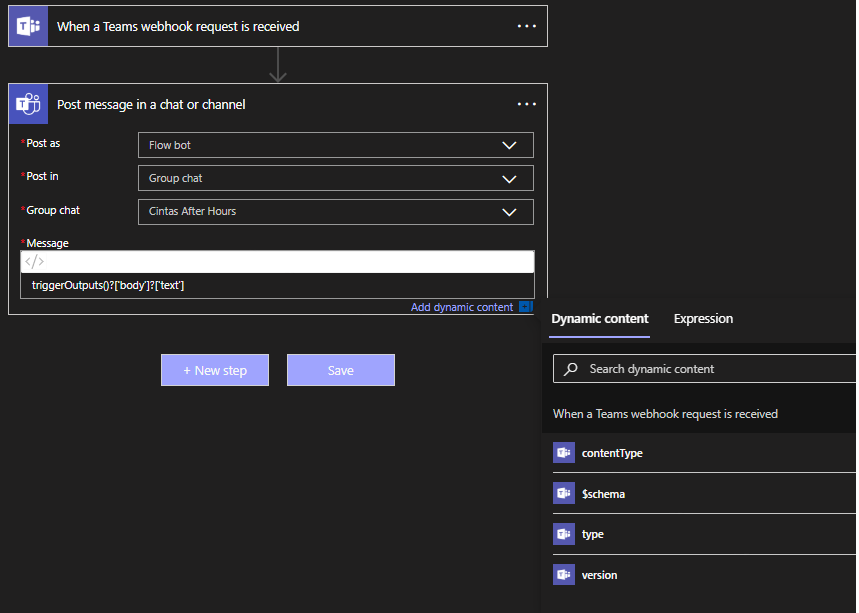 When a Teams webhook request is received
...
Post message in a chat or channel
...
*Post as
Flow bot
*Post in
Group chat
*Group chat
Cintas After Hours
*Message
</>
triggerOutputs()?['body']?['text']
Add dynamic content
+ New step
Save
Dynamic content
Expression
Search dynamic content
When a Teams webhook request is received
contentType
$schema
type
version